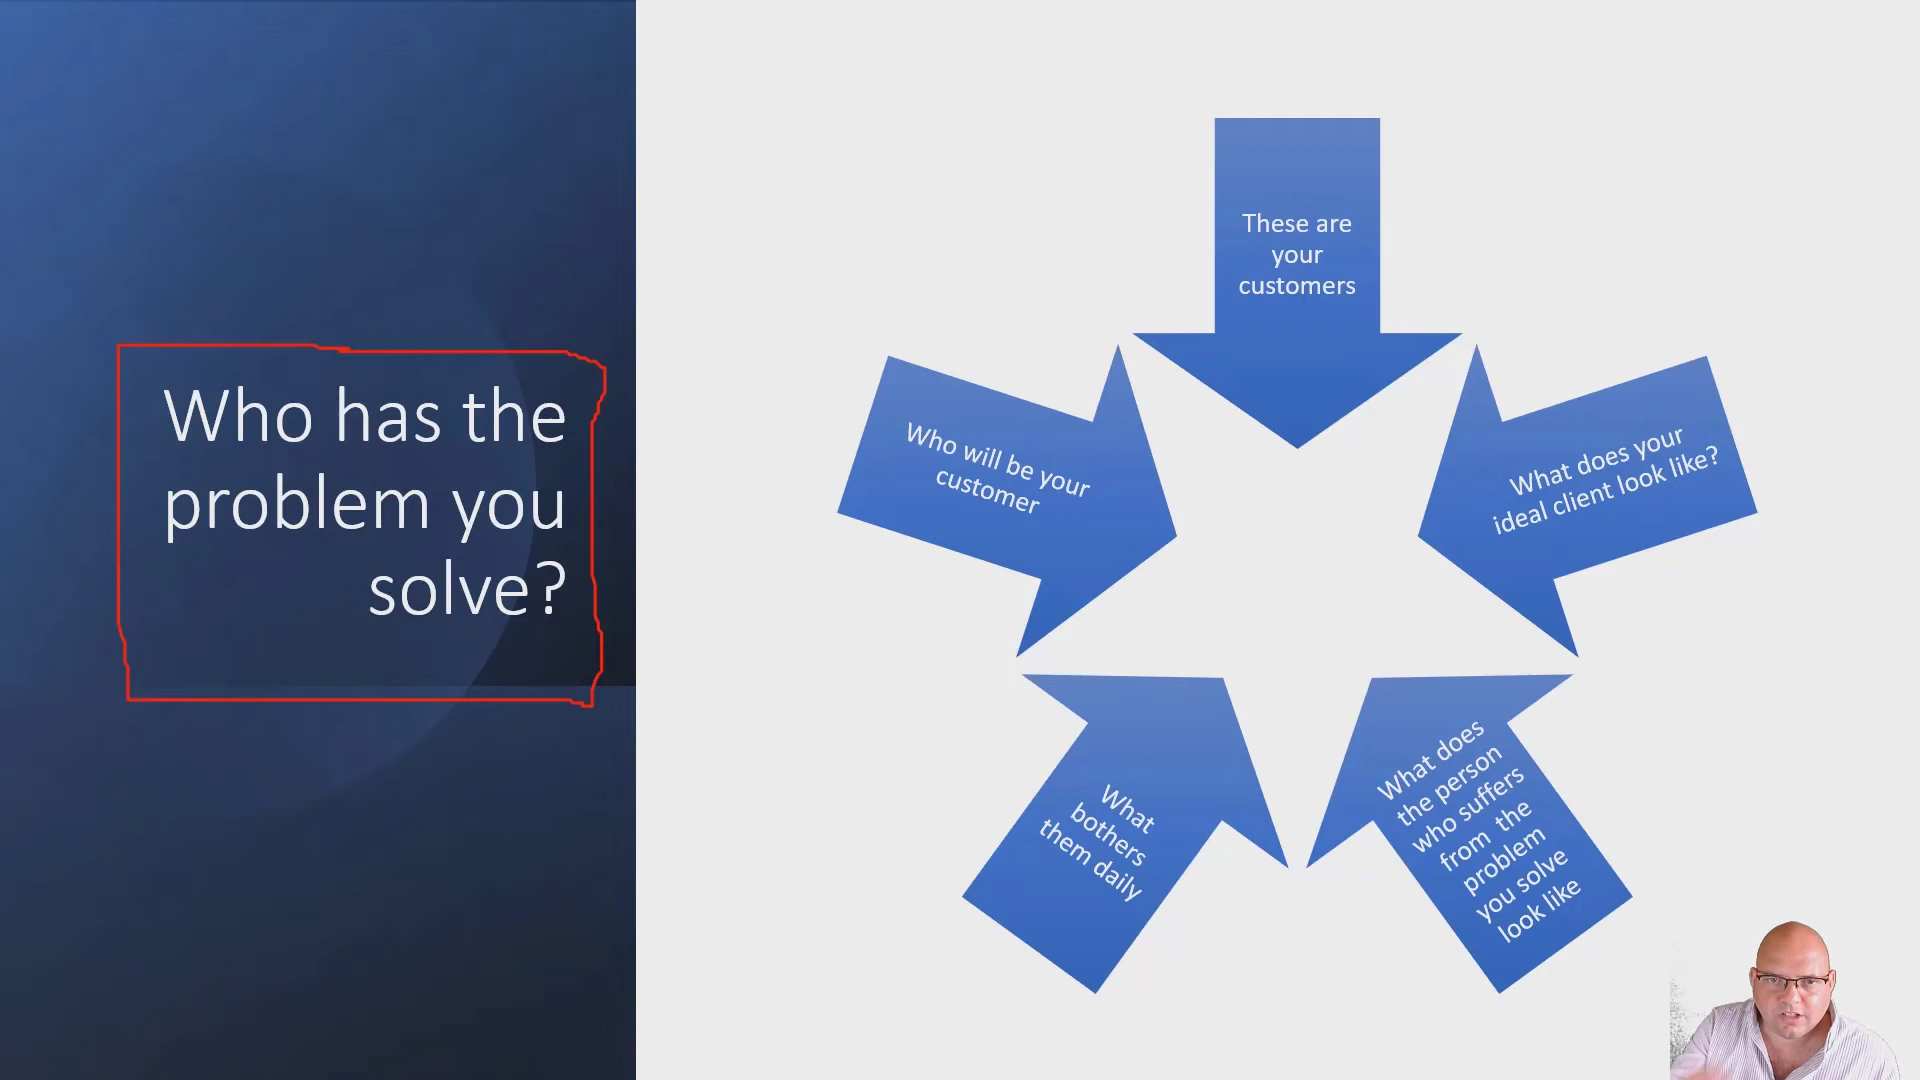 Who has the
problem you
solve?
These are
your
customers
What does your
ideal client look like?
What does
the person
who suffers
from the
problem
you solve
look like
What
bothers
them daily
Who will be your
customer